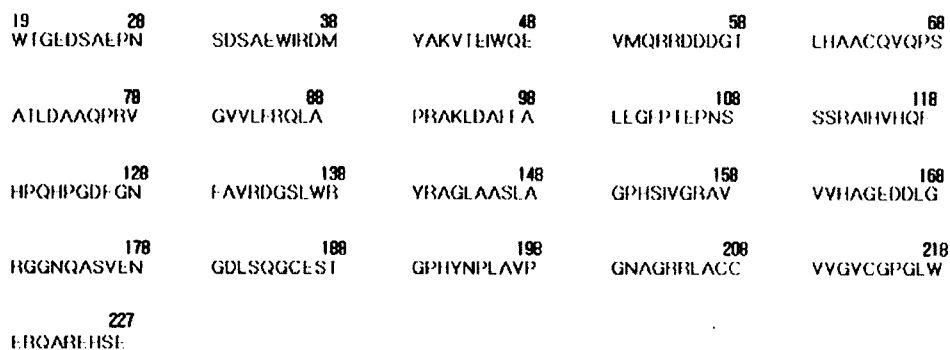 19 28 38 48 58 68
WTGEDSAEPN SDSAEWIRDM YAKVTEIWQE VMQRRDDDGT LHAACQVQPS
78 88 98 108 118
ATLDAAQPRV GVVLFRQLA PRAKLDAFFA LEGFPTEPNS SSRAIHVHQF
128 138 148 158 168
HPQHPGDFGN FAVRDGSLWR YRAGLAASLA GPHSIVGRAV VVHAGEDDLG
178 188 198 208 218
RGGNQASVEN GDLSQGCEST GPHYNPLAVP GNAGRRLACC VVGVCGPGLW
227
ERQAREHSE